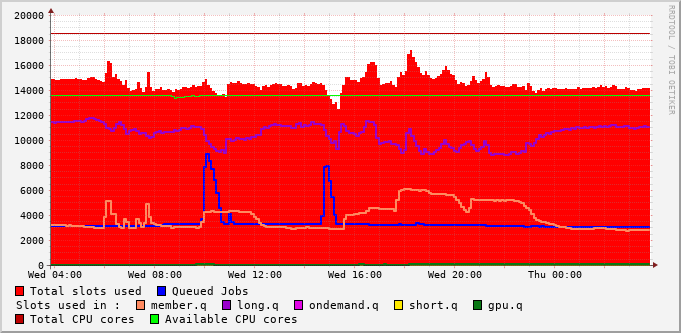 RRDTOOL / TOBI OETIKER
20000
18000
16000
14000
12000
10000
8000
6000
4000
2000
0
Wed 04:00 Wed 08:00 Wed 12:00 Wed 16:00 Wed 20:00 Thu 00:00
Total slots used Queued Jobs
Slots used in : member.q long.q ondemand.q short.q gpu.q
Total CPU cores Available CPU cores